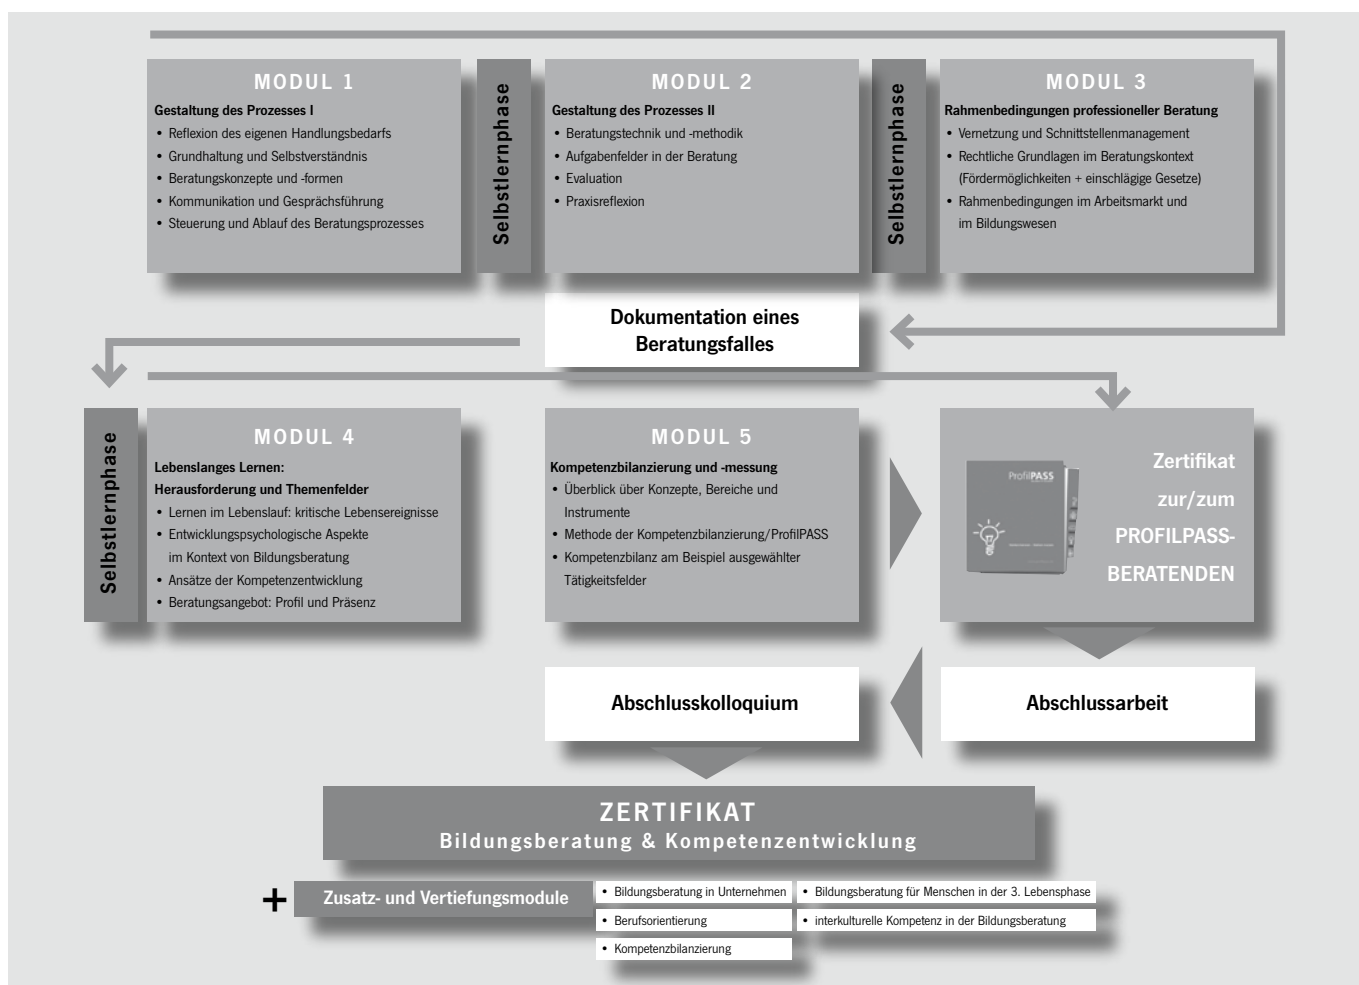 MODUL 1
Gestaltung des Prozesses I
• Reflexion des eigenen Handlungsbedarfs
• Grundhaltung und Selbstverständnis
• Beratungskonzepte und -formen
• Kommunikation und Gesprächsführung
• Steuerung und Ablauf des Beratungsprozesses
Selbstlernphase
MODUL 2
Gestaltung des Prozesses II
• Beratungstechnik und -methodik
• Aufgabenfelder in der Beratung
• Evaluation
• Praxisreflexion
Selbstlernphase
MODUL 3
Rahmenbedingungen professioneller Beratung
• Vernetzung und Schnittstellenmanagement
• Rechtliche Grundlagen im Beratungskontext
(Fördermöglichkeiten + einschlägige Gesetze)
• Rahmenbedingungen im Arbeitsmarkt und
im Bildungswesen
Dokumentation eines
Beratungsfalles
Selbstlernphase
MODUL 4
Lebenslanges Lernen:
Herausforderung und Themenfelder
• Lernen im Lebenslauf: kritische Lebensereignisse
• Entwicklungspsychologische Aspekte
im Kontext von Bildungsberatung
• Ansätze der Kompetenzentwicklung
• Beratungsangebot: Profil und Präsenz
MODUL 5
Kompetenzbilanzierung und -messung
• Überblick über Konzepte, Bereiche und
Instrumente
• Methode der Kompetenzbilanzierung/ProfilPASS
• Kompetenzbilanz am Beispiel ausgewählter
Tätigkeitsfelder
ProfilPASS
Zertifikat
zur/zum
PROFILPASS-
BERATENDEN
Abschlusskolloquium
Abschlussarbeit
ZERTIFIKAT
Bildungsberatung & Kompetenzentwicklung
+ Zusatz- und Vertiefungsmodule
• Bildungsberatung in Unternehmen
• Berufsorientierung
• Kompetenzbilanzierung
• Bildungsberatung für Menschen in der 3. Lebensphase
• interkulturelle Kompetenz in der Bildungsberatung